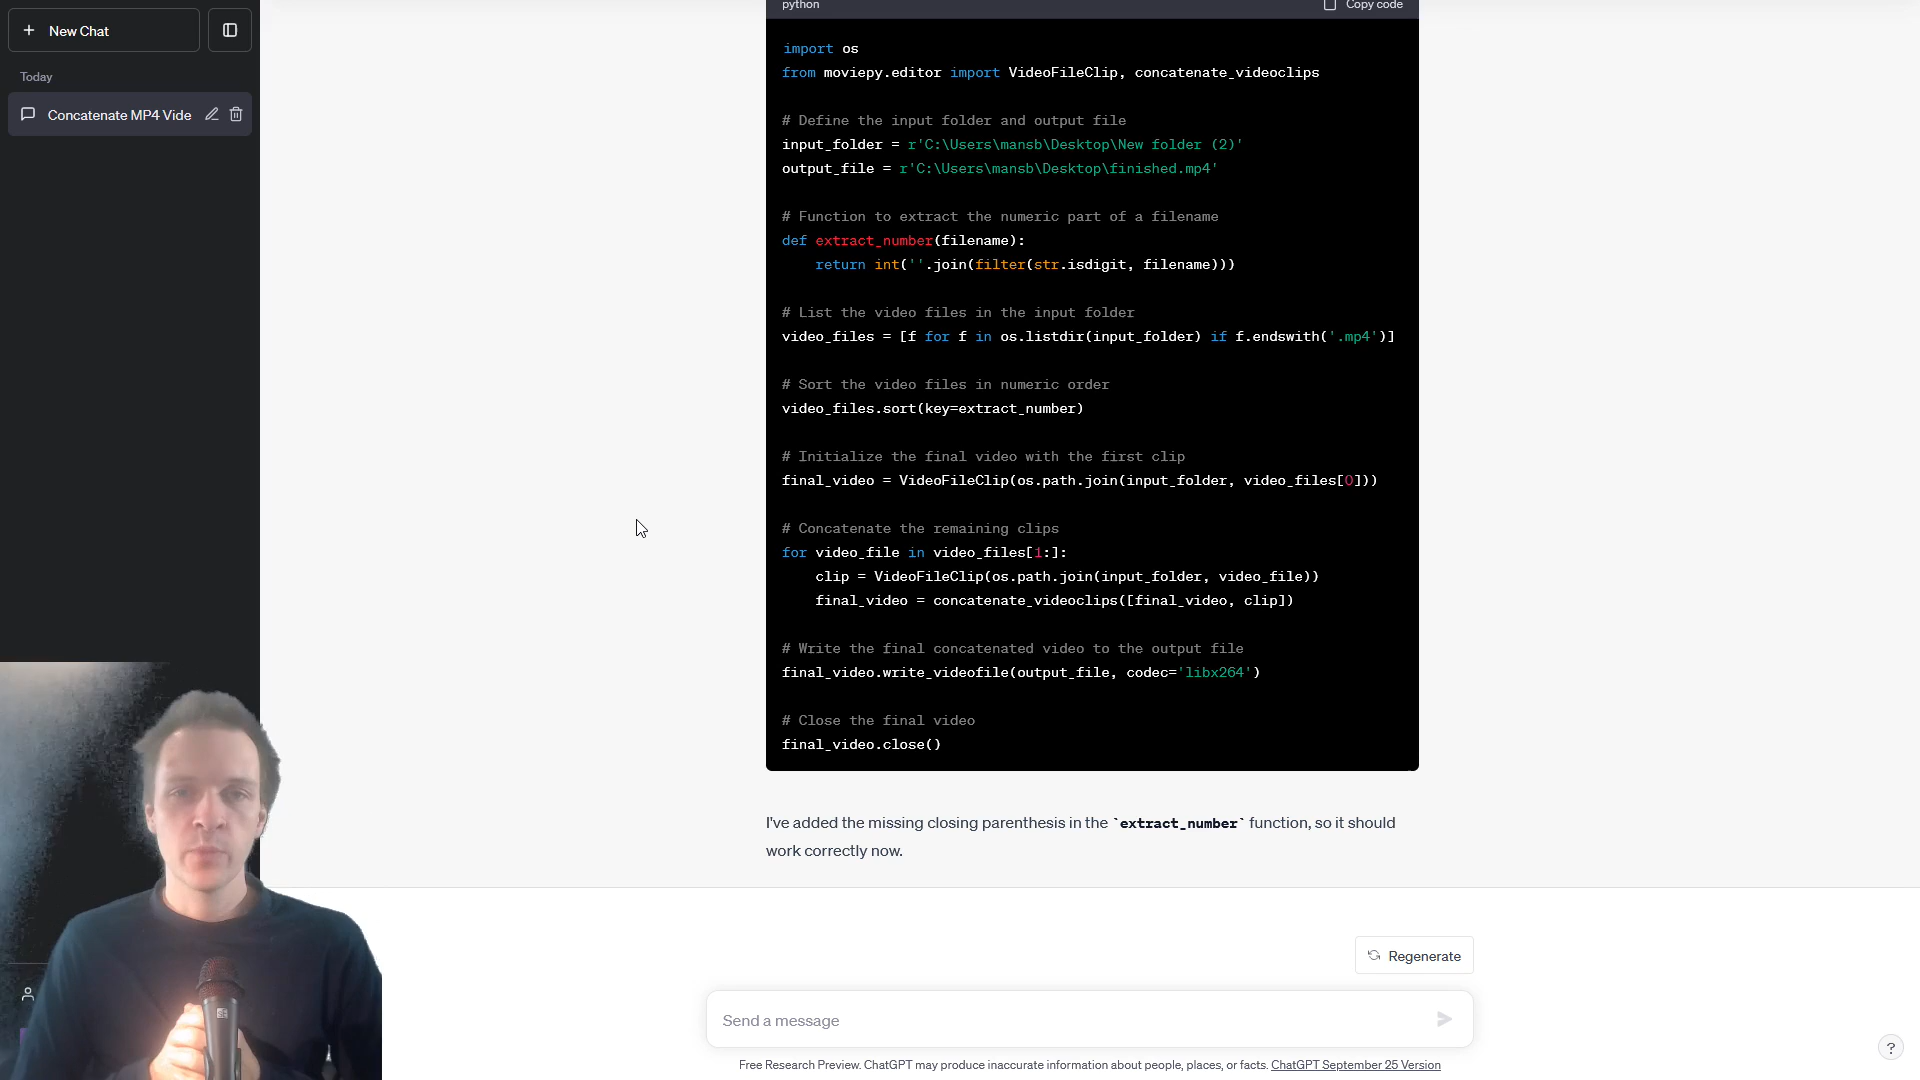 New Chat
Today
Concatenate MP4 Vide
python
Copy code
import os
from moviepy.editor import VideoFileClip, concatenate_videoclips
# Define the input folder and output file
input_folder = r'C:\Users\mansb\Desktop\New folder (2)'
output_file = r'C:\Users\mansb\Desktop\finished.mp4'
# Function to extract the numeric part of a filename
def extract_number(filename):
    return int(''.join(filter(str.isdigit, filename)))
# List the video files in the input folder
video_files = [f for f in os.listdir(input_folder) if f.endswith('.mp4')]
# Sort the video files in numeric order
video_files.sort(key=extract_number)
# Initialize the final video with the first clip
final_video = VideoFileClip(os.path.join(input_folder, video_files[0]))
# Concatenate the remaining clips
for video_file in video_files[1:]:
    clip = VideoFileClip(os.path.join(input_folder, video_file))
    final_video = concatenate_videoclips([final_video, clip])
# Write the final concatenated video to the output file
final_video.write_videofile(output_file, codec='libx264')
# Close the final video
final_video.close()
I've added the missing closing parenthesis in the `extract_number` function, so it should
work correctly now.
Regenerate
Send a message
Free Research Preview. ChatGPT may produce inaccurate information about people, places, or facts. ChatGPT September 25 Version
?